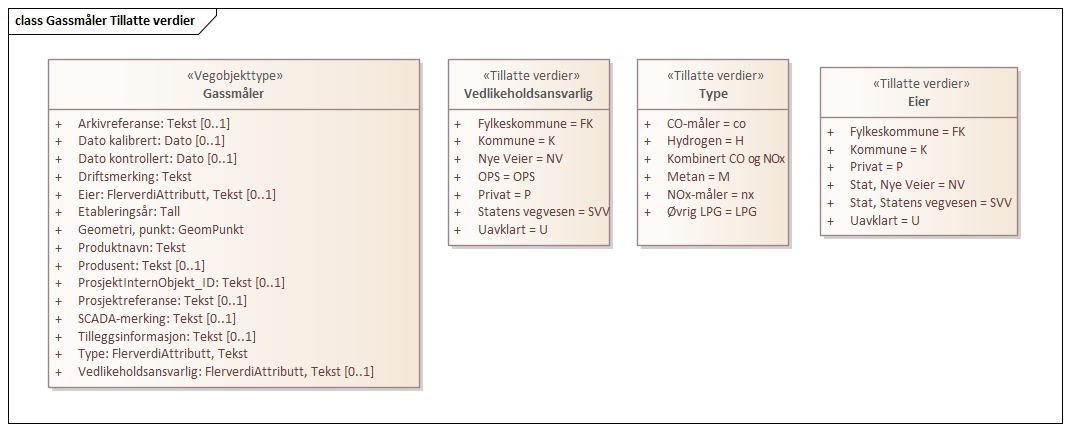 class Gassmåler Tillatte verdier
«Vegobjekttype»
Gassmåler
+ Arkivreferanse: Tekst [0..1]
+ Dato kalibrert: Dato [0..1]
+ Dato kontrollert: Dato [0..1]
+ Driftsmerking: Tekst
+ Eier: FlerverdiAttributt, Tekst [0..1]
+ Etableringsår: Tall
+ Geometri, punkt: GeomPunkt
+ Produktnavn: Tekst
+ Produsent: Tekst [0..1]
+ ProsjektInternObjekt_ID: Tekst [0..1]
+ Prosjektreferanse: Tekst [0..1]
+ SCADA-merking: Tekst [0..1]
+ Tilleggsinformasjon: Tekst [0..1]
+ Type: FlerverdiAttributt, Tekst
+ Vedlikeholdsansvarlig: FlerverdiAttributt, Tekst [0..1]
«Tillatte verdier»
Vedlikeholdsansvarlig
+ Fylkeskommune = FK
+ Kommune = K
+ Nye Veier = NV
+ OPS = OPS
+ Privat = P
+ Statens vegvesen = SVV
+ Uavklart = U
«Tillatte verdier»
Type
+ CO-måler = co
+ Hydrogen = H
+ Kombinert CO og NOx
+ Metan = M
+ NOx-måler = nx
+ Øvrig LPG = LPG
«Tillatte verdier»
Eier
+ Fylkeskommune = FK
+ Kommune = K
+ Privat = P
+ Stat, Nye Veier = NV
+ Stat, Statens vegvesen = SVV
+ Uavklart = U